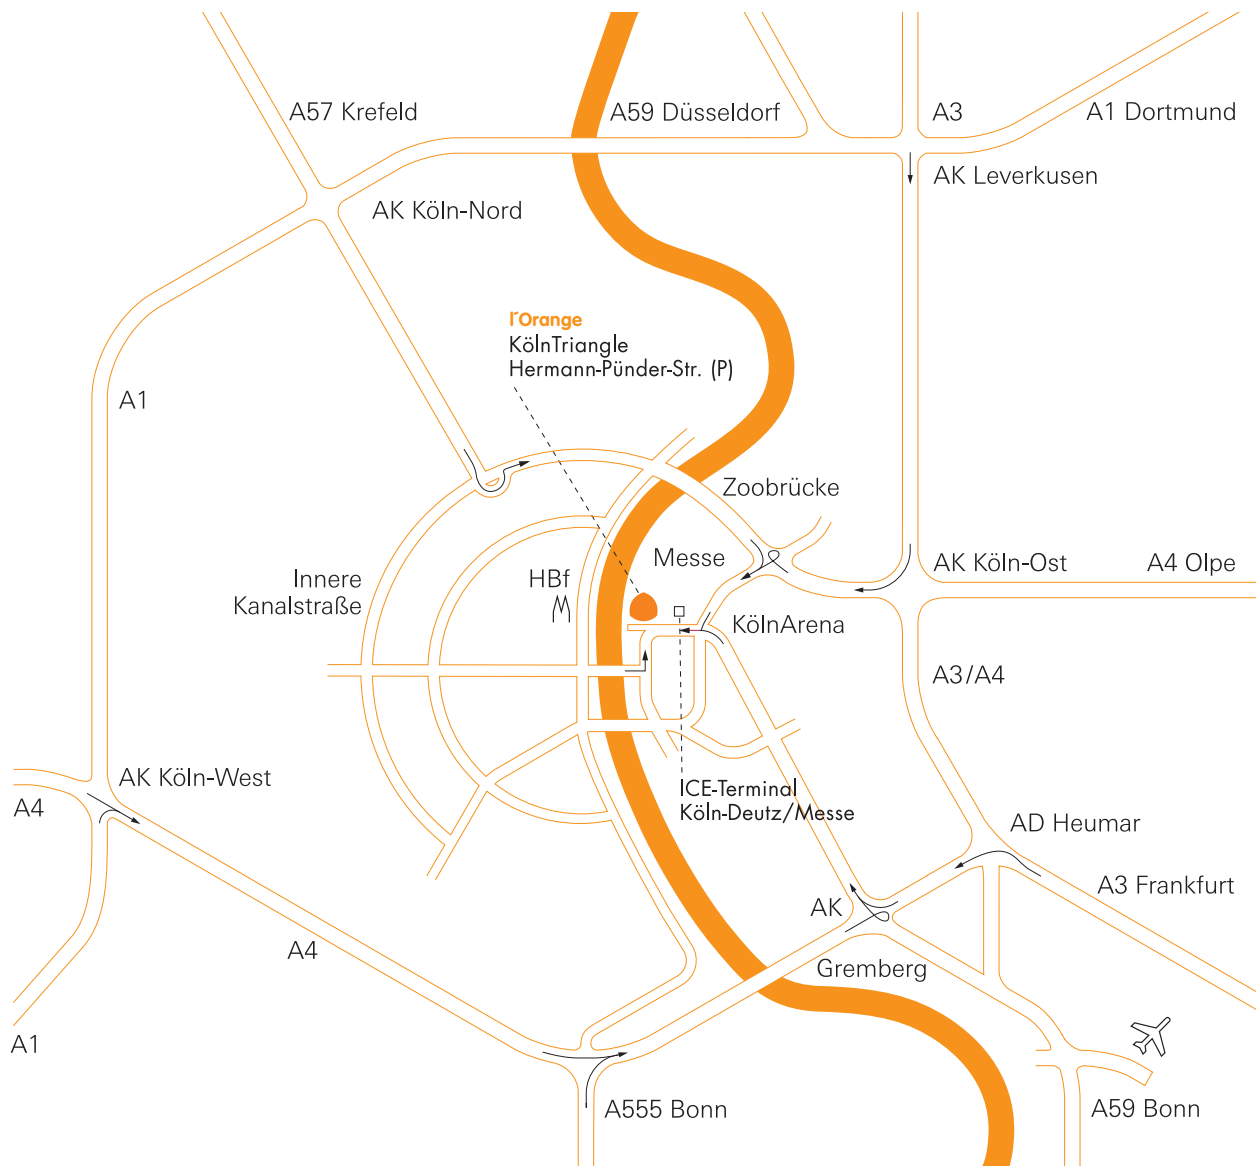 A57 Krefeld
A59 Düsseldorf
A3
A1 Dortmund
AK Leverkusen
AK Köln-Nord
l'Orange
KölnTriangle
Hermann-Pünder-Str. (P)
A1
Zoobrücke
Messe
AK Köln-Ost
A4 Olpe
Innere
Kanalstraße
HBf
KölnArena
A3/A4
AK Köln-West
A4
ICE-Terminal
Köln-Deutz/Messe
AD Heumar
A3 Frankfurt
AK
Gremberg
A4
A1
A555 Bonn
A59 Bonn